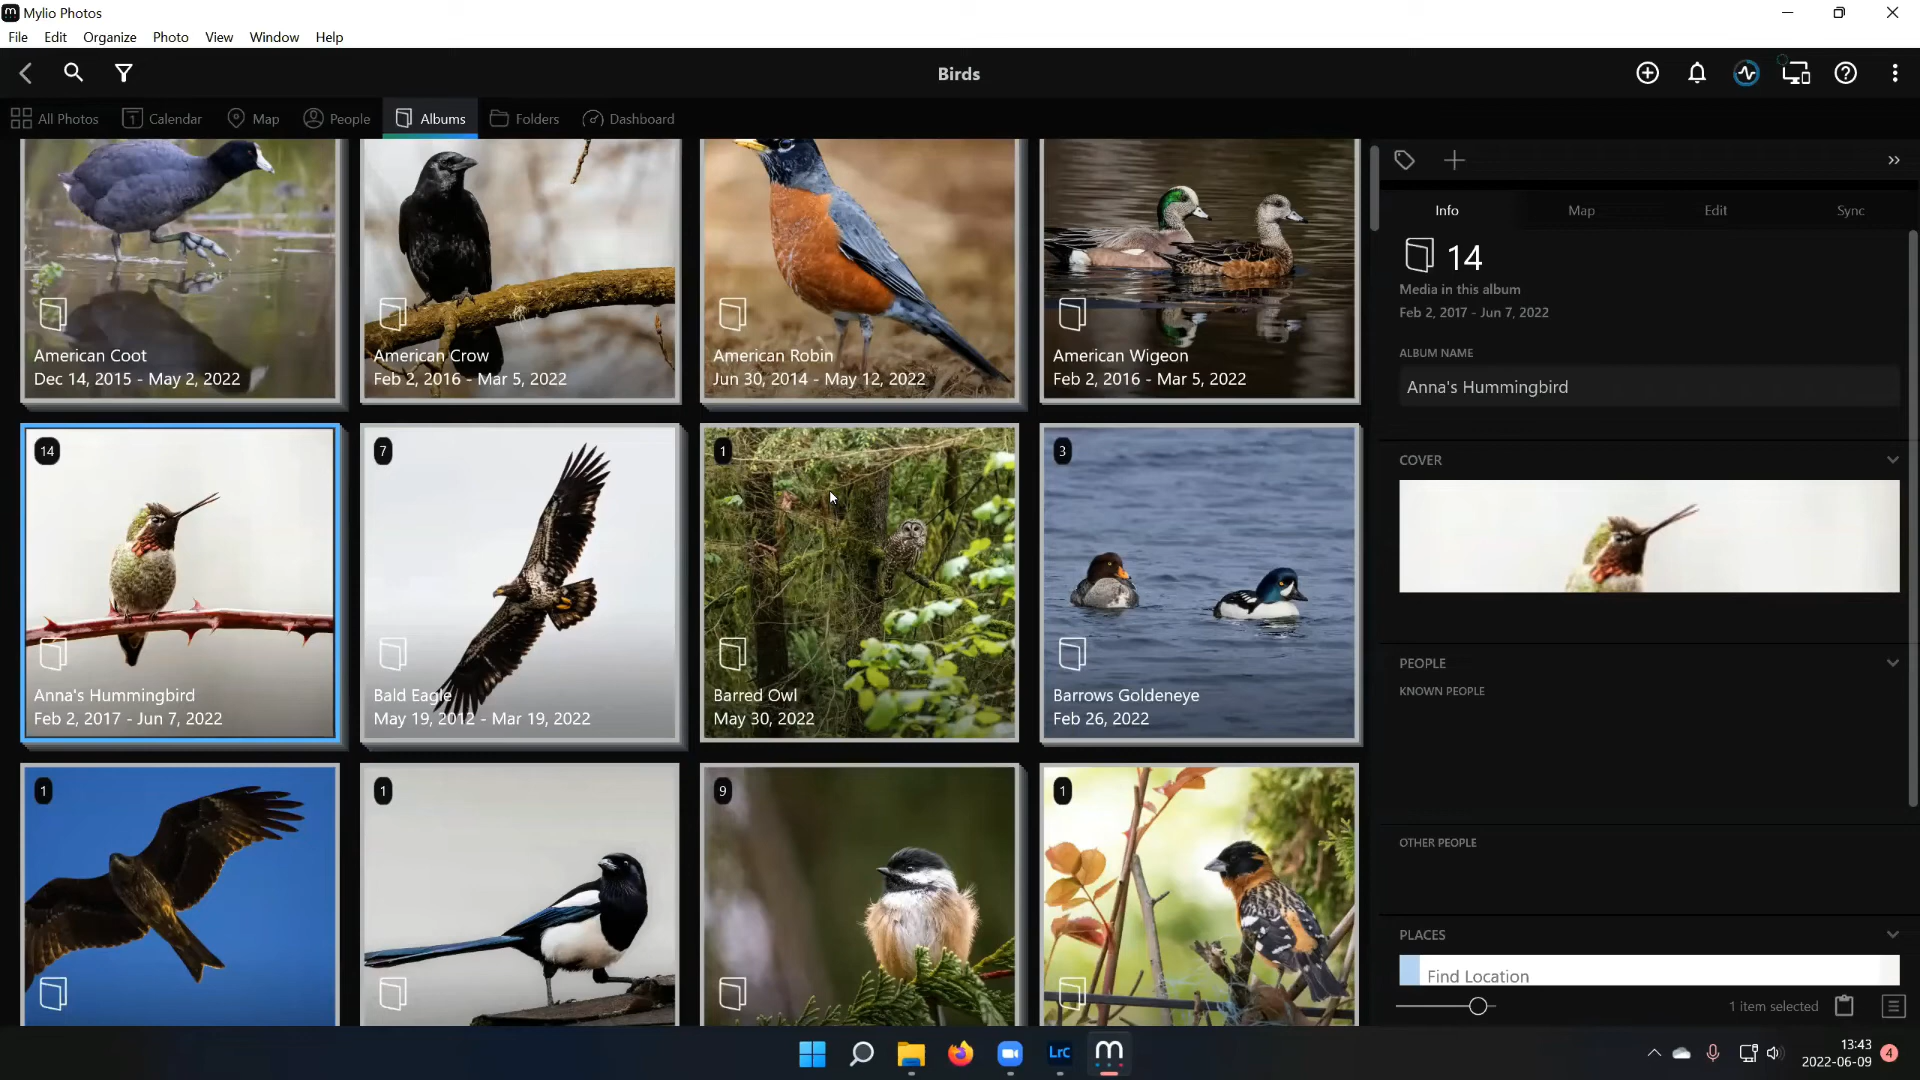 Mylio Photos
File Edit Organize Photo View Window Help
Birds
All Photos Calendar Map People Albums Folders Dashboard
American Coot
Dec 14, 2015 - May 2, 2022
American Crow
Feb 2, 2016 - Mar 5, 2022
American Robin
Jun 30, 2014 - May 12, 2022
American Wigeon
Feb 2, 2016 - Mar 5, 2022
14
Anna's Hummingbird
Feb 2, 2017 - Jun 7, 2022
7
Bald Eagle
May 19, 2012 - Mar 19, 2022
1
Barred Owl
May 30, 2022
3
Barrows Goldeneye
Feb 26, 2022
1
1
9
1
Info Map Edit Sync
14
Media in this album
Feb 2, 2017 - Jun 7, 2022
ALBUM NAME
Anna's Hummingbird
COVER
PEOPLE
KNOWN PEOPLE
OTHER PEOPLE
PLACES
Find Location
1 item selected
Lrc
13:43
2022-06-09
4